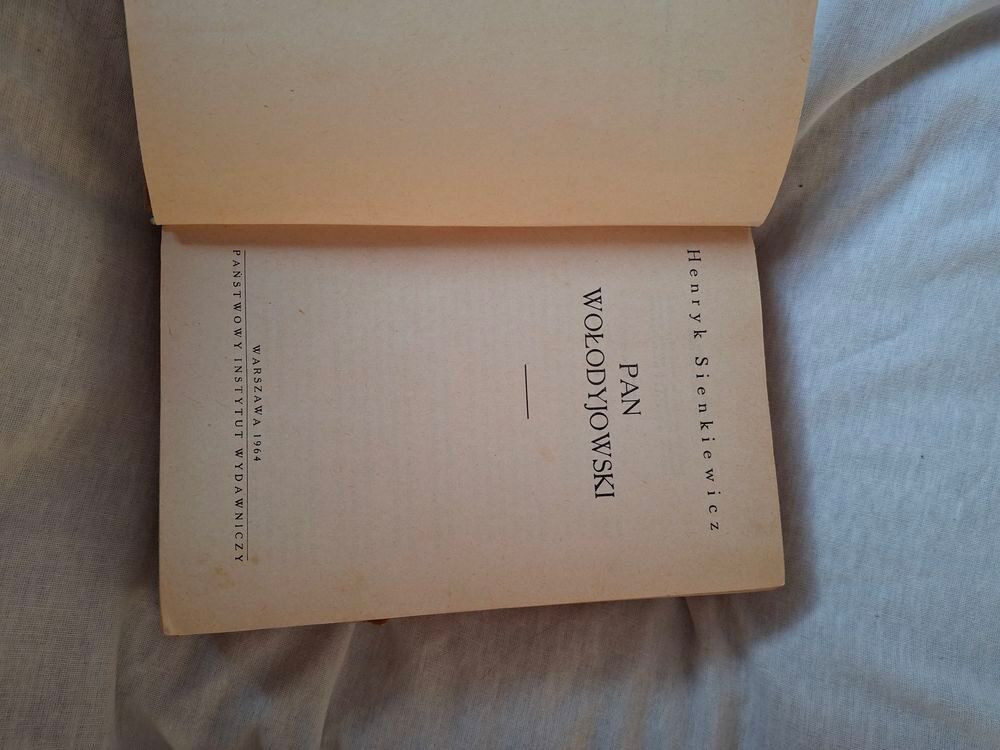 Henryk Sienkiewicz
PAN
WOŁODYJOWSKI
WARSZAWA 1964
PAŃSTWOWY INSTYTUT WYDAWNICZY